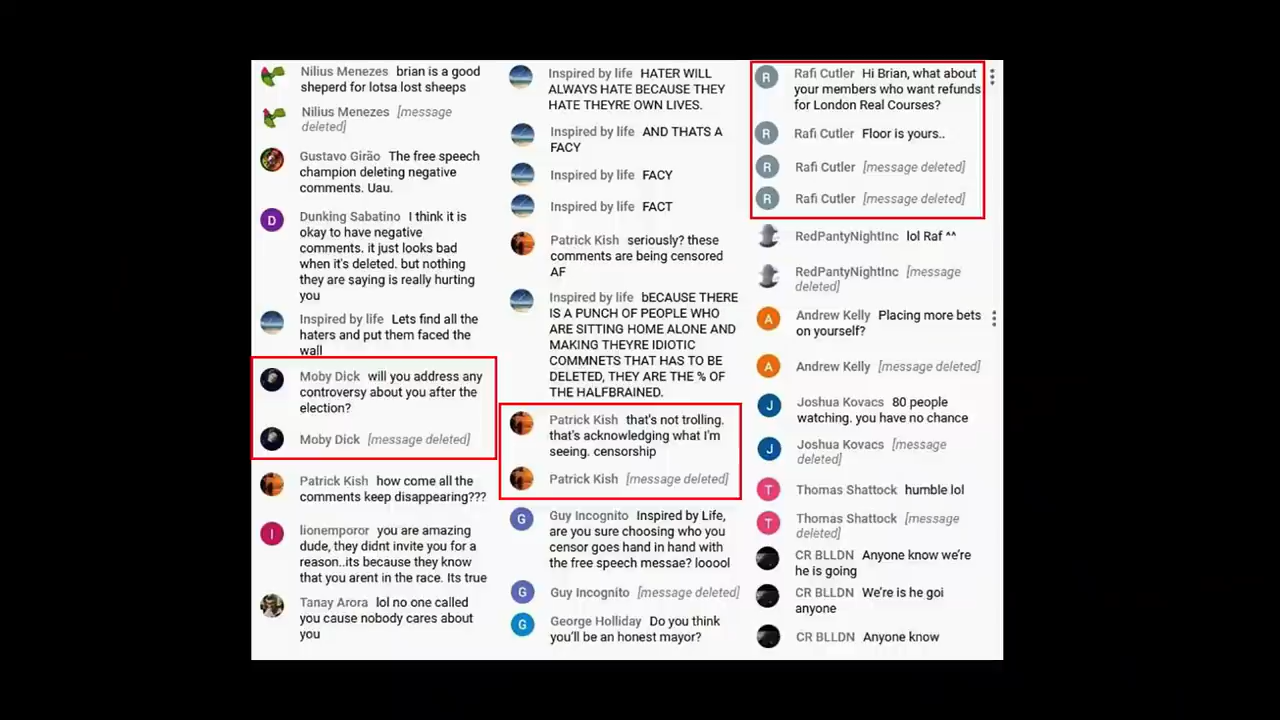 Nilius Menezes brian is a good
sheperd for lotsa lost sheeps
Nilius Menezes [message
deleted]
Gustavo Girão The free speech
champion deleting negative
comments. Uau.
D
Dunking Sabatino I think it is
okay to have negative
comments. it just looks bad
when it's deleted. but nothing
they are saying is really hurting
you
Inspired by life Lets find all the
haters and put them faced the
wall
Moby Dick will you address any
controversy about you after the
election?
Moby Dick [message deleted]
Patrick Kish how come all the
comments keep disappearing???
I
lionemporor you are amazing
dude, they didnt invite you for a
reason..its because they know
that you arent in the race. Its true
Tanay Arora lol no one called
you cause nobody cares about
you
Inspired by life HATER WILL
ALWAYS HATE BECAUSE THEY
HATE THEYRE OWN LIVES.
Inspired by life AND THATS A
FACY
Inspired by life FACY
Inspired by life FACT
Patrick Kish seriously? these
comments are being censored
AF
Inspired by life bECAUSE THERE
IS A PUNCH OF PEOPLE WHO
ARE SITTING HOME ALONE AND
MAKING THEYRE IDIOTIC
COMMNETS THAT HAS TO BE
DELETED, THEY ARE THE % OF
THE HALFBRAINED.
Patrick Kish that's not trolling.
that's acknowledging what I'm
seeing. censorship
Patrick Kish [message deleted]
G
Guy Incognito Inspired by Life,
are you sure choosing who you
censor goes hand in hand with
the free speech messae? looool
G
Guy Incognito [message deleted]
G
George Holliday Do you think
you'll be an honest mayor?
R
Rafi Cutler Hi Brian, what about
your members who want refunds
for London Real Courses?
R
Rafi Cutler Floor is yours..
R
Rafi Cutler [message deleted]
R
Rafi Cutler [message deleted]
RedPantyNightInc lol Raf ^^
RedPantyNightInc [message
deleted]
A
Andrew Kelly Placing more bets
on yourself?
A
Andrew Kelly [message deleted]
J
Joshua Kovacs 80 people
watching. you have no chance
J
Joshua Kovacs [message
deleted]
T
Thomas Shattock humble lol
T
Thomas Shattock [message
deleted]
CR BLLDN Anyone know we're
he is going
CR BLLDN We're is he goi
anyone
CR BLLDN Anyone know